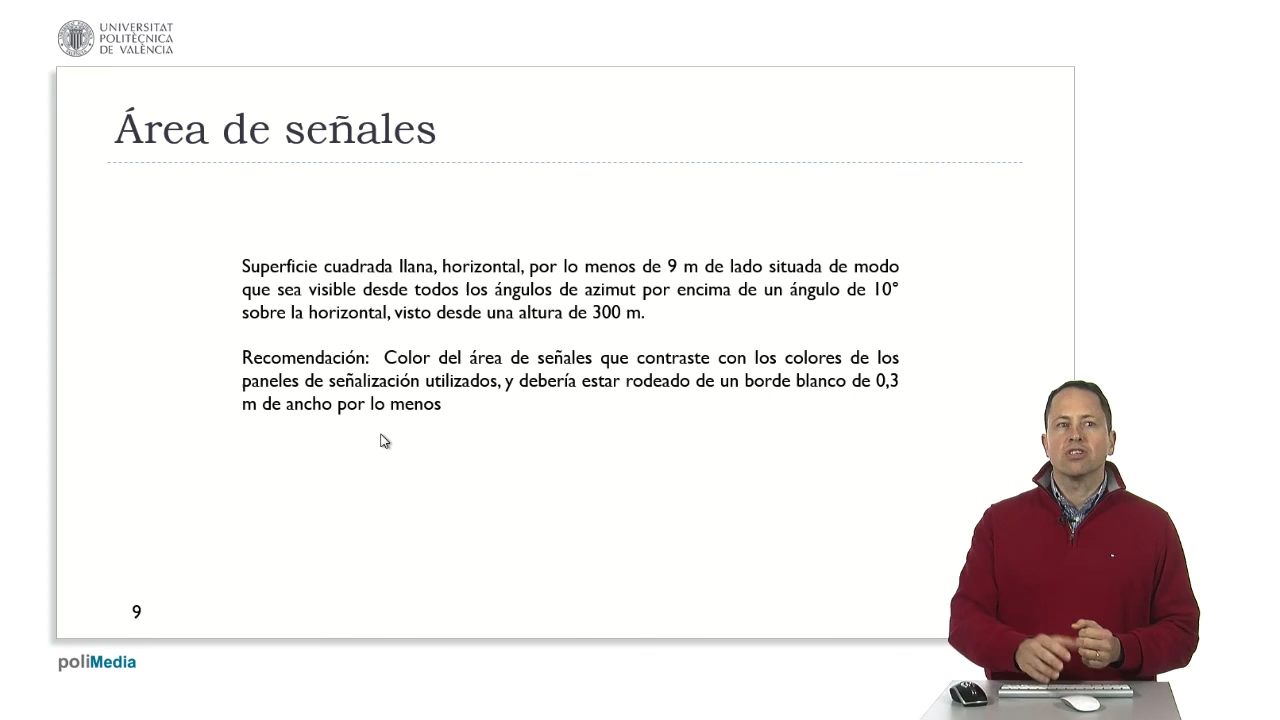 UNIVERSITAT
POLITÈCNICA
DE VALÈNCIA
Área de señales
Superficie cuadrada llana, horizontal, por lo menos de 9 m de lado situada de modo
que sea visible desde todos los ángulos de azimut por encima de un ángulo de 10°
sobre la horizontal, visto desde una altura de 300 m.
Recomendación: Color del área de señales que contraste con los colores de los
paneles de señalización utilizados, y debería estar rodeado de un borde blanco de 0,3
m de ancho por lo menos
9
poliMedia